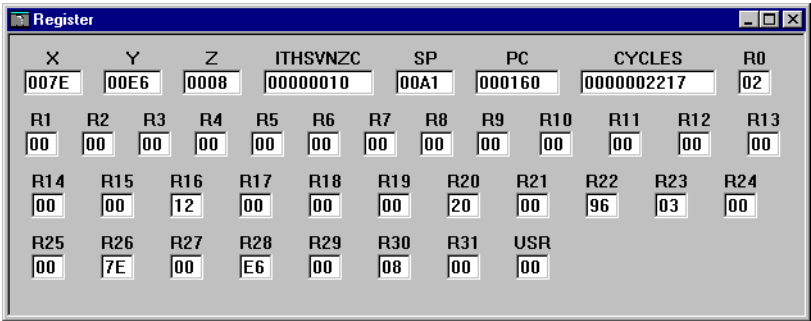 Register
X Y Z ITHSVNZC SP PC CYCLES R0
007E 00E6 0008 00000010 00A1 000160 0000002217 02
R1 R2 R3 R4 R5 R6 R7 R8 R9 R10 R11 R12 R13
00 00 00 00 00 00 00 00 00 00 00 00 00
R14 R15 R16 R17 R18 R19 R20 R21 R22 R23 R24
00 00 12 00 00 00 20 00 96 03 00
R25 R26 R27 R28 R29 R30 R31 USR
00 7E 00 E6 00 08 00 00